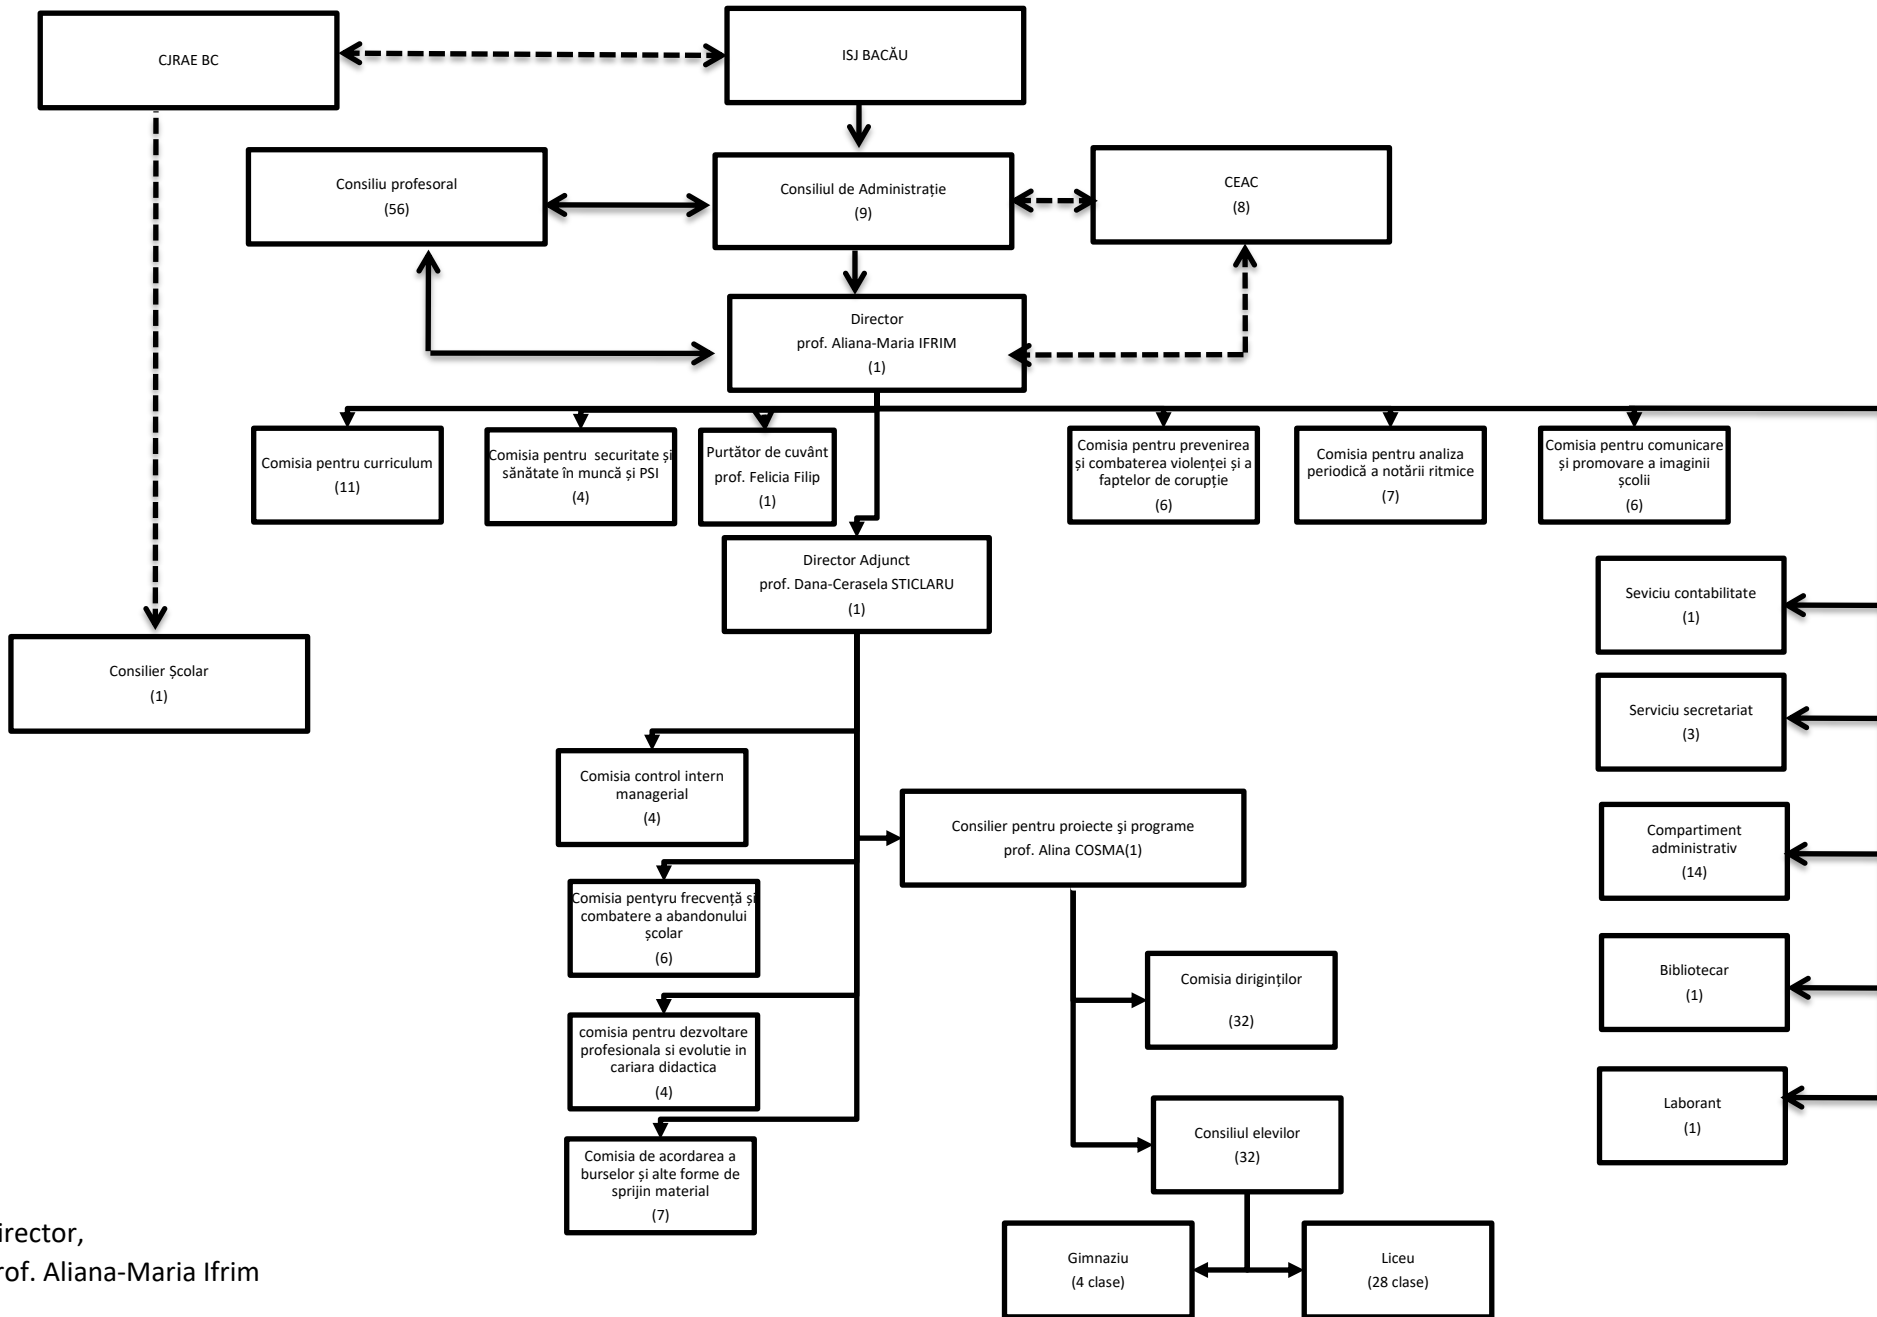 CJRAE BC
ISJ BACĂU
Consiliu profesoral
(56)
Consiliul de Administrație
(9)
CEAC
(8)
Director
prof. Aliana-Maria IFRIM
(1)
Comisia pentru curriculum
(11)
Comisia pentru securitate și
sănătate în muncă și PSI
(4)
Purtător de cuvânt
prof. Felicia Filip
(1)
Comisia pentru prevenirea
și combaterea violenței și a
faptelor de corupție
(6)
Comisia pentru analiza
periodică a notării ritmice
(7)
Comisia pentru comunicare
și promovare a imaginii
școlii
(6)
Director Adjunct
prof. Dana-Cerasela STICLARU
(1)
Seviciu contabilitate
(1)
Consilier Școlar
(1)
Serviciu secretariat
(3)
Comisia control intern
managerial
(4)
Consilier pentru proiecte şi programe
prof. Alina COSMA(1)
Compartiment
administrativ
(14)
Comisia pentyru frecvență și
combatere a abandonului
școlar
(6)
Comisia diriginților
(32)
Bibliotecar
(1)
comisia pentru dezvoltare
profesionala si evolutie in
cariara didactica
(4)
Consiliul elevilor
(32)
Laborant
(1)
Comisia de acordarea a
burselor și alte forme de
sprijin material
(7)
Gimnaziu
(4 clase)
Liceu
(28 clase)
irector,
rof. Aliana-Maria Ifrim